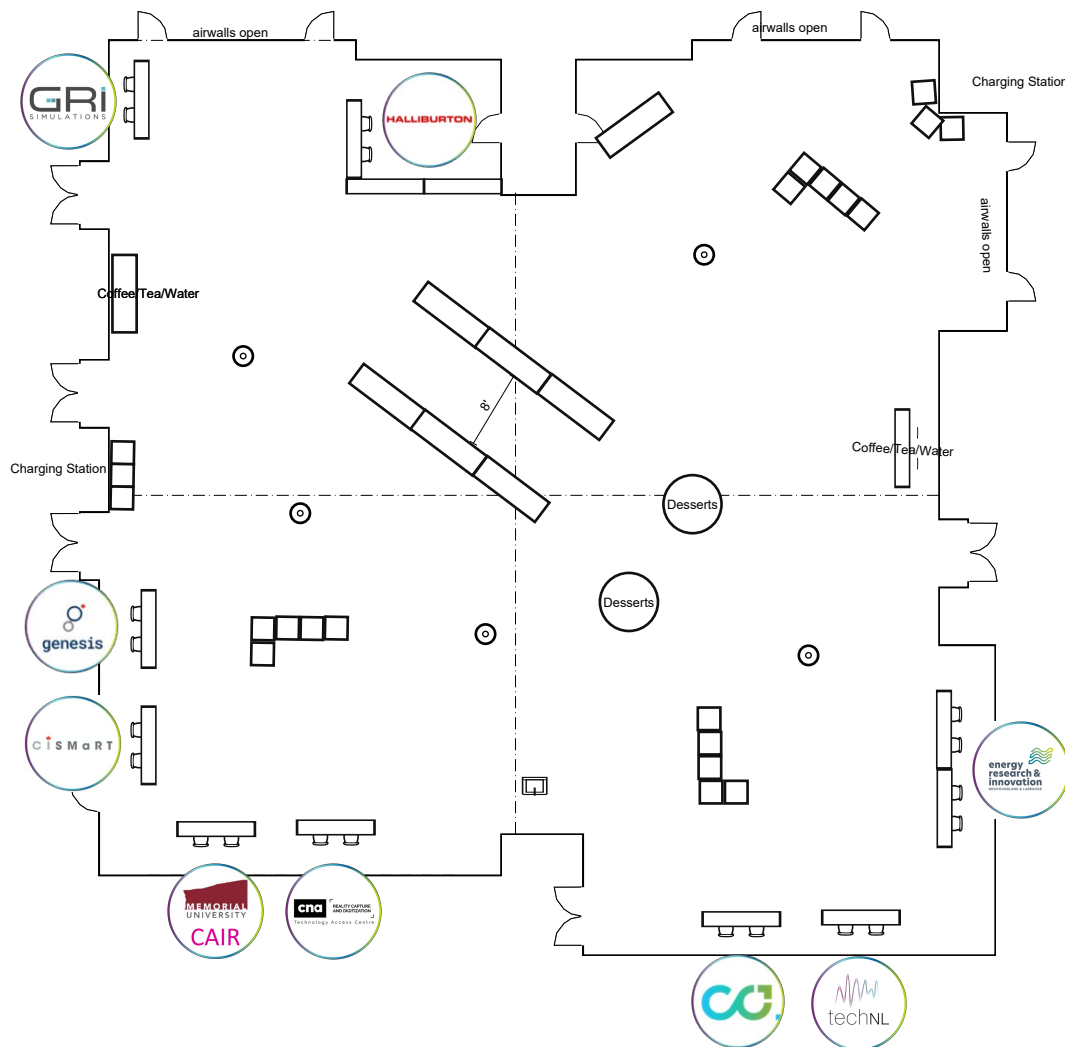 airwalls open
airwalls open
GRi
SIMULATIONS
HALLIBURTON
Charging Station
airwalls open
Coffee/Tea/Water
8'
Coffee/Tea/Water
Charging Station
Desserts
Desserts
genesis
ciSMaRT
energy
research &
innovation
NEWFOUNDLAND & LABRADOR
MEMORIAL
UNIVERSITY
CAIR
cna
REALITY CAPTURE
AND DIGITIZATION
Technology Access Centre
techNL